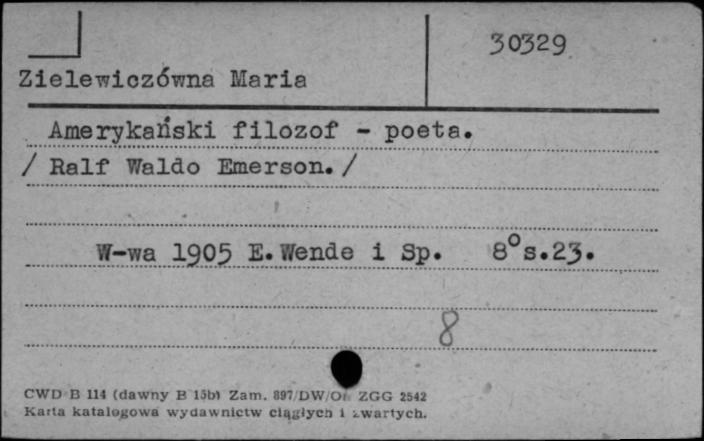 30329
Zielewiczówna Maria
Amerykański filozof - poeta.
/ Ralf Waldo Emerson. /
W-wa 1905 E. Wende i Sp. 8° s. 23.
8
CWD B 114 (dawny B 15b) Zam. 897/DW/Of ZGG 2542
Karta katalogowa wydawnictw ciągłych i zwartych.